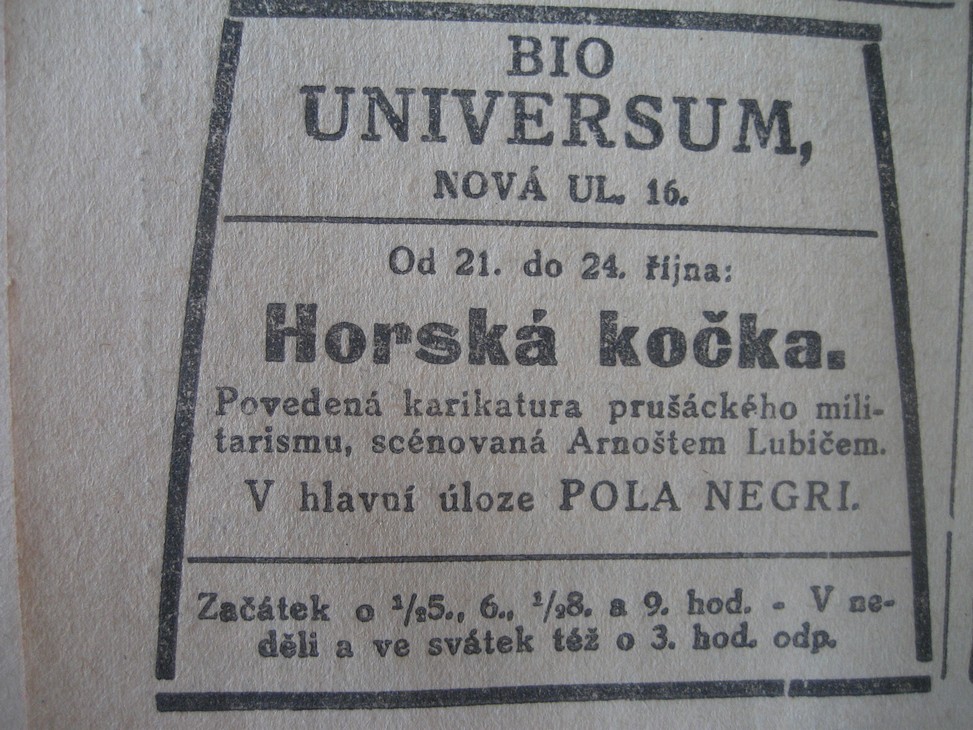 BIO
UNIVERSUM,
NOVÁ UL. 16.
Od 21. do 24. října:
Horská kočka.
Povedená karikatura prušáckého mili-
tarismu, scénovaná Arnoštem Lubičem.
V hlavní úloze POLA NEGRI.
Začátek o ½5., 6., ½8. a 9. hod. - V ne-
děli a ve svátek též o 3. hod. odp.